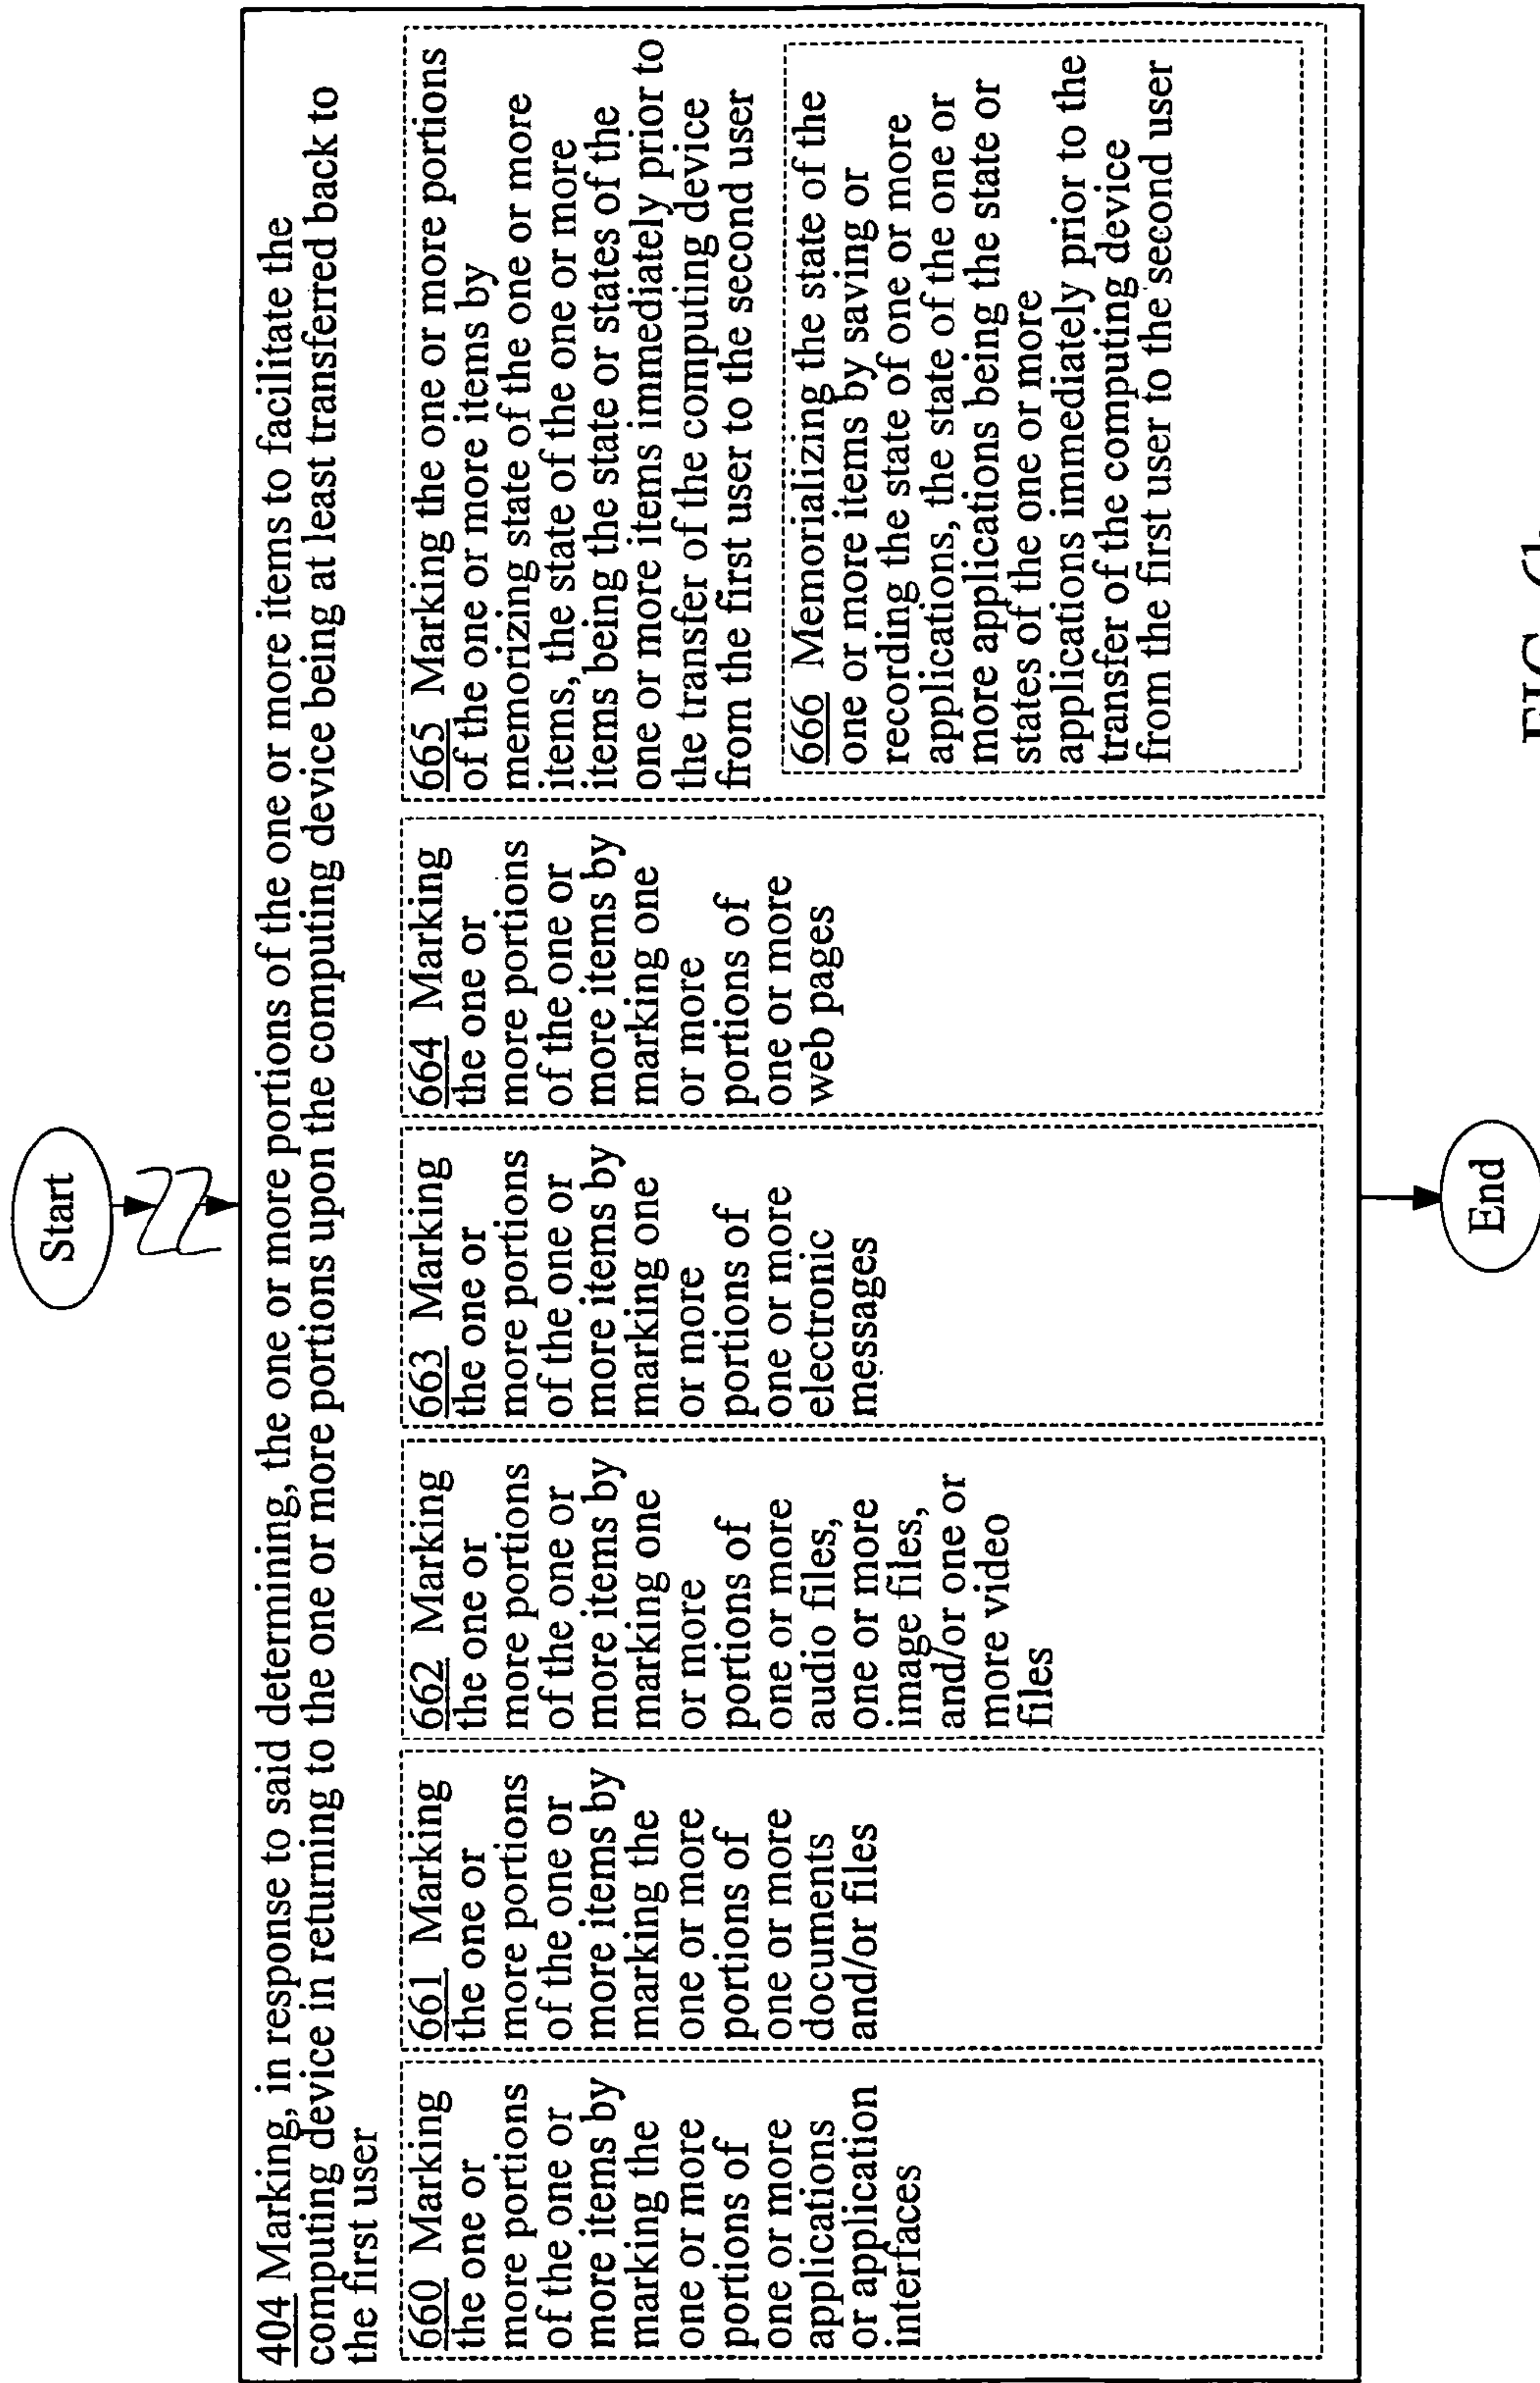 Start
404 Marking, in response to said determining, the one or more portions of the one or more items to facilitate the
computing device in returning to the one or more portions upon the computing device being at least transferred back to
the first user
660 Marking
the one or
more portions
of the one or
more items by
marking the
one or more
portions of
one or more
applications
or application
interfaces
661 Marking
the one or
more portions
of the one or
more items by
marking the
one or more
portions of
one or more
documents
and/or files
662 Marking
the one or
more portions
of the one or
more items by
marking one
or more
portions of
one or more
audio files,
one or more
image files,
and/or one or
more video
files
663 Marking
the one or
more portions
of the one or
more items by
marking one
or more
portions of
one or more
electronic
messages
664 Marking
the one or
more portions
of the one or
more items by
marking one
or more
portions of
one or more
web pages
665 Marking the one or more portions
of the one or more items by
memorizing state of the one or more
items, the state of the one or more
items being the state or states of the
one or more items immediately prior to
the transfer of the computing device
from the first user to the second user
666 Memorializing the state of the
one or more items by saving or
recording the state of one or more
applications, the state of the one or
more applications being the state or
states of the one or more
applications immediately prior to the
transfer of the computing device
from the first user to the second user
End